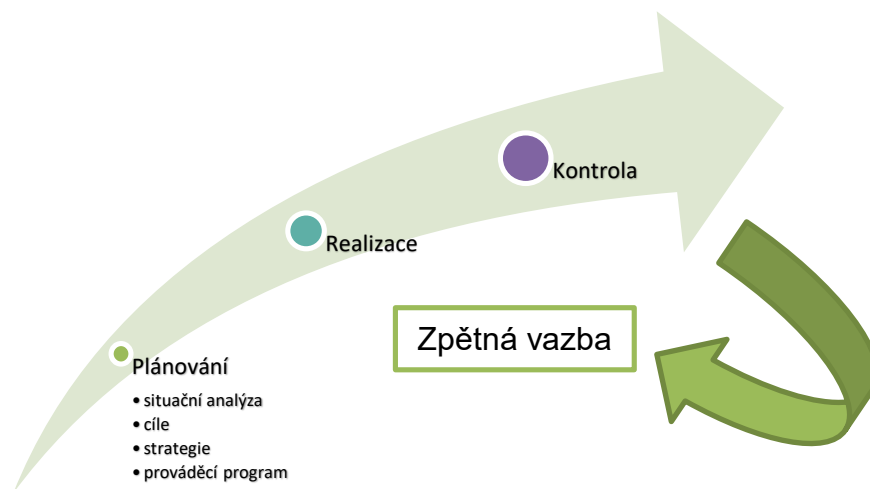 Kontrola
Realizace
Zpětná vazba
Plánování
• situační analýza
• cíle
• strategie
• prováděcí program